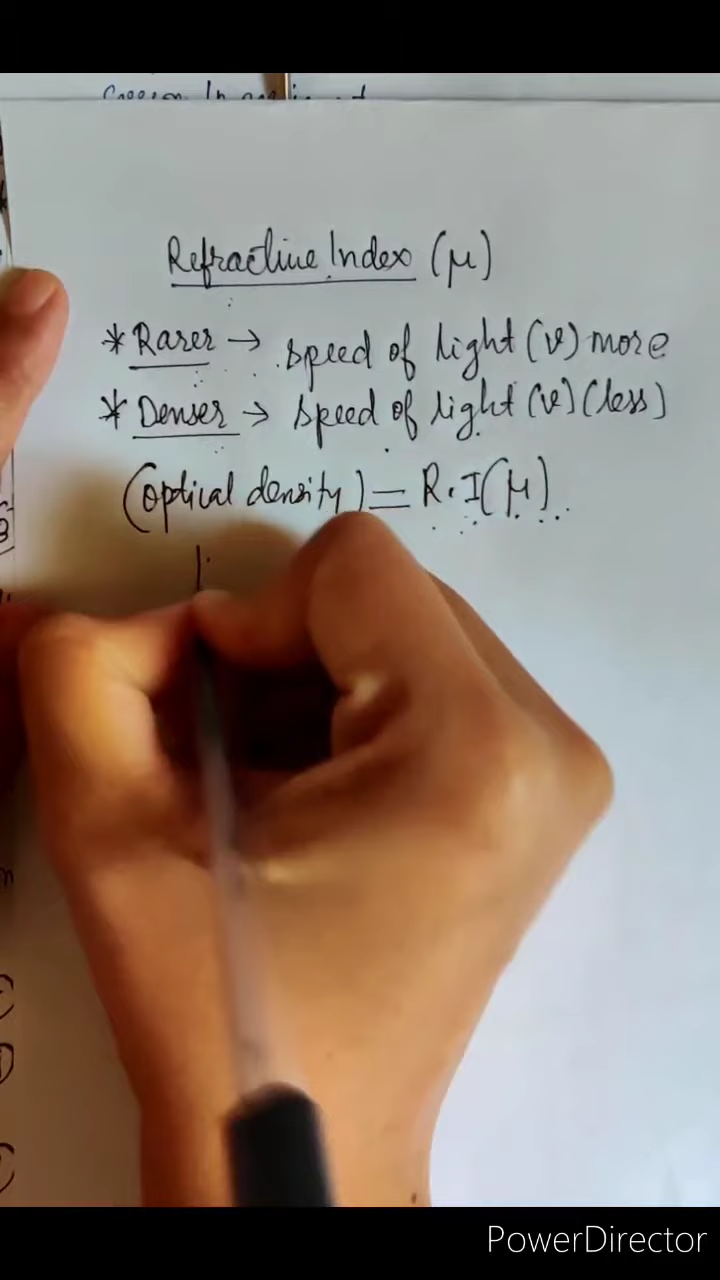 Refractive Index (μ)
* Rarer → speed of light (v) more
* Denser → speed of light (v) (less)
(optical density) = R.I (μ)
PowerDirector